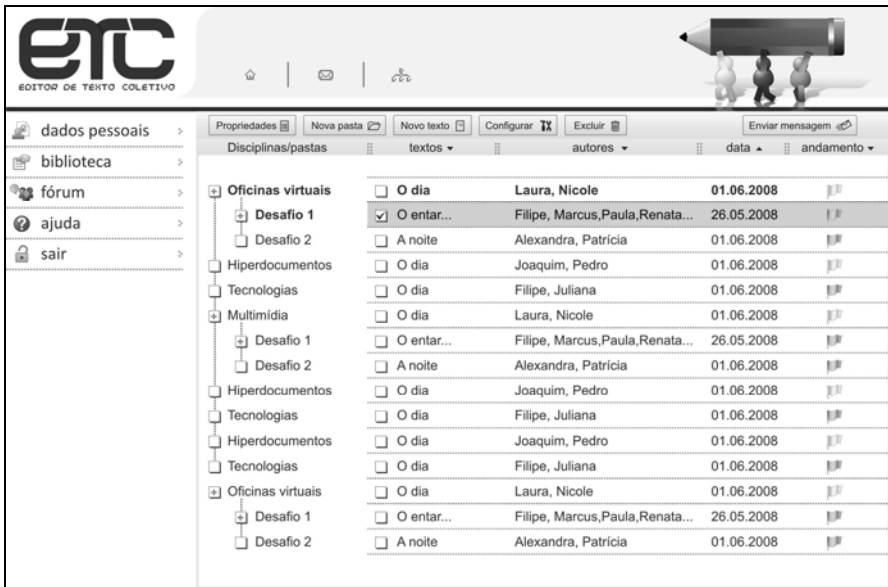 ETC
EDITOR DE TEXTO COLETIVO
dados pessoais
biblioteca
fórum
ajuda
sair
Propriedades Nova pasta Novo texto Configurar Excluir Enviar mensagem
Disciplinas/pastas textos autores data andamento
Oficinas virtuais O dia Laura, Nicole 01.06.2008
Desafio 1 O entar... Filipe, Marcus,Paula,Renata... 26.05.2008
Desafio 2 A noite Alexandra, Patrícia 01.06.2008
Hiperdocumentos O dia Joaquim, Pedro 01.06.2008
Tecnologias O dia Filipe, Juliana 01.06.2008
Multimídia O dia Laura, Nicole 01.06.2008
Desafio 1 O entar... Filipe, Marcus,Paula,Renata... 26.05.2008
Desafio 2 A noite Alexandra, Patrícia 01.06.2008
Hiperdocumentos O dia Joaquim, Pedro 01.06.2008
Tecnologias O dia Filipe, Juliana 01.06.2008
Hiperdocumentos O dia Joaquim, Pedro 01.06.2008
Tecnologias O dia Filipe, Juliana 01.06.2008
Oficinas virtuais O dia Laura, Nicole 01.06.2008
Desafio 1 O entar... Filipe, Marcus,Paula,Renata... 26.05.2008
Desafio 2 A noite Alexandra, Patrícia 01.06.2008